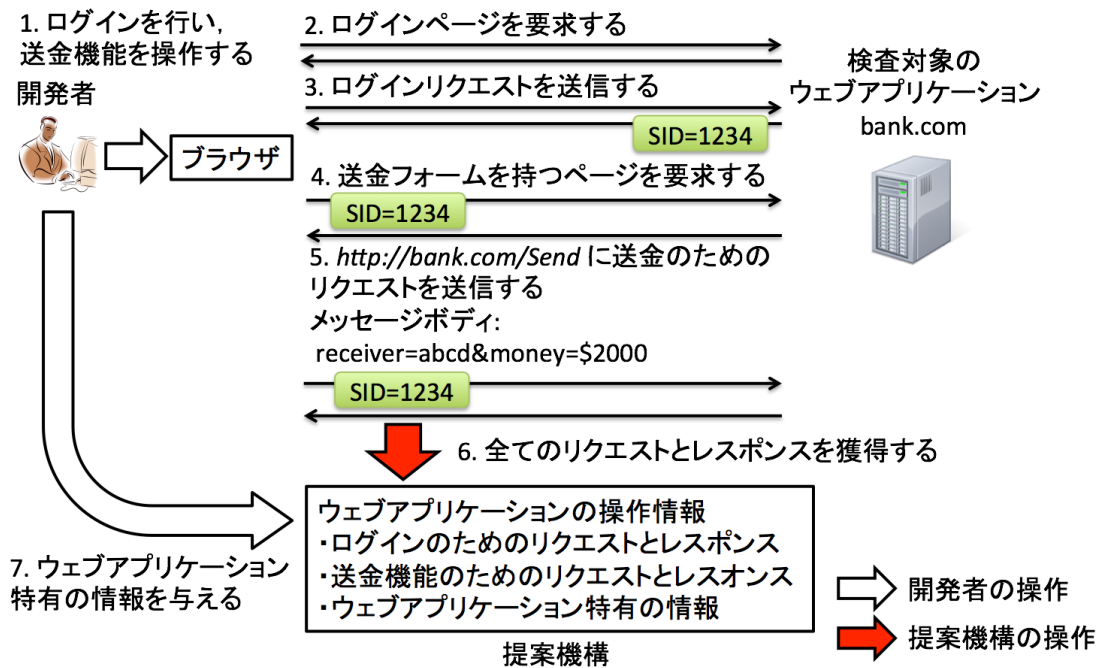 1. ログインを行い,
送金機能を操作する
開発者
ブラウザ
2. ログインページを要求する
3. ログインリクエストを送信する
SID=1234
4. 送金フォームを持つページを要求する
SID=1234
5. http://bank.com/Send に送金のための
リクエストを送信する
メッセージボディ:
receiver=abcd&money=$2000
SID=1234
検査対象の
ウェブアプリケーション
bank.com
6. 全てのリクエストとレスポンスを獲得する
ウェブアプリケーションの操作情報
・ログインのためのリクエストとレスポンス
・送金機能のためのリクエストとレスオンス
・ウェブアプリケーション特有の情報
提案機構
7. ウェブアプリケーション
特有の情報を与える
開発者の操作
提案機構の操作